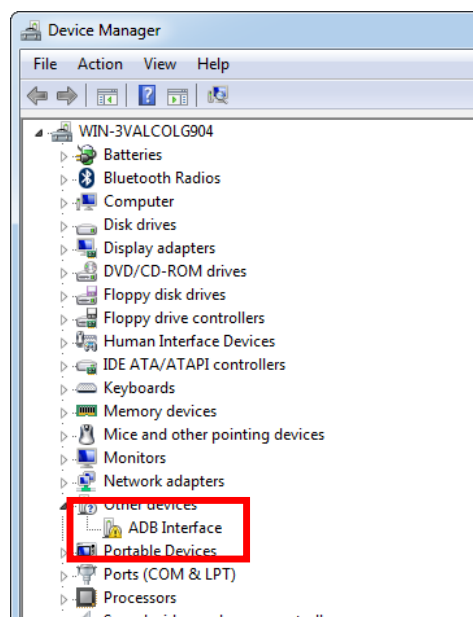 Device Manager
File Action View Help
WIN-3VALCOLG904
Batteries
Bluetooth Radios
Computer
Disk drives
Display adapters
DVD/CD-ROM drives
Floppy disk drives
Floppy drive controllers
Human Interface Devices
IDE ATA/ATAPI controllers
Keyboards
Memory devices
Mice and other pointing devices
Monitors
Network adapters
Other devices
ADB Interface
Portable Devices
Ports (COM & LPT)
Processors